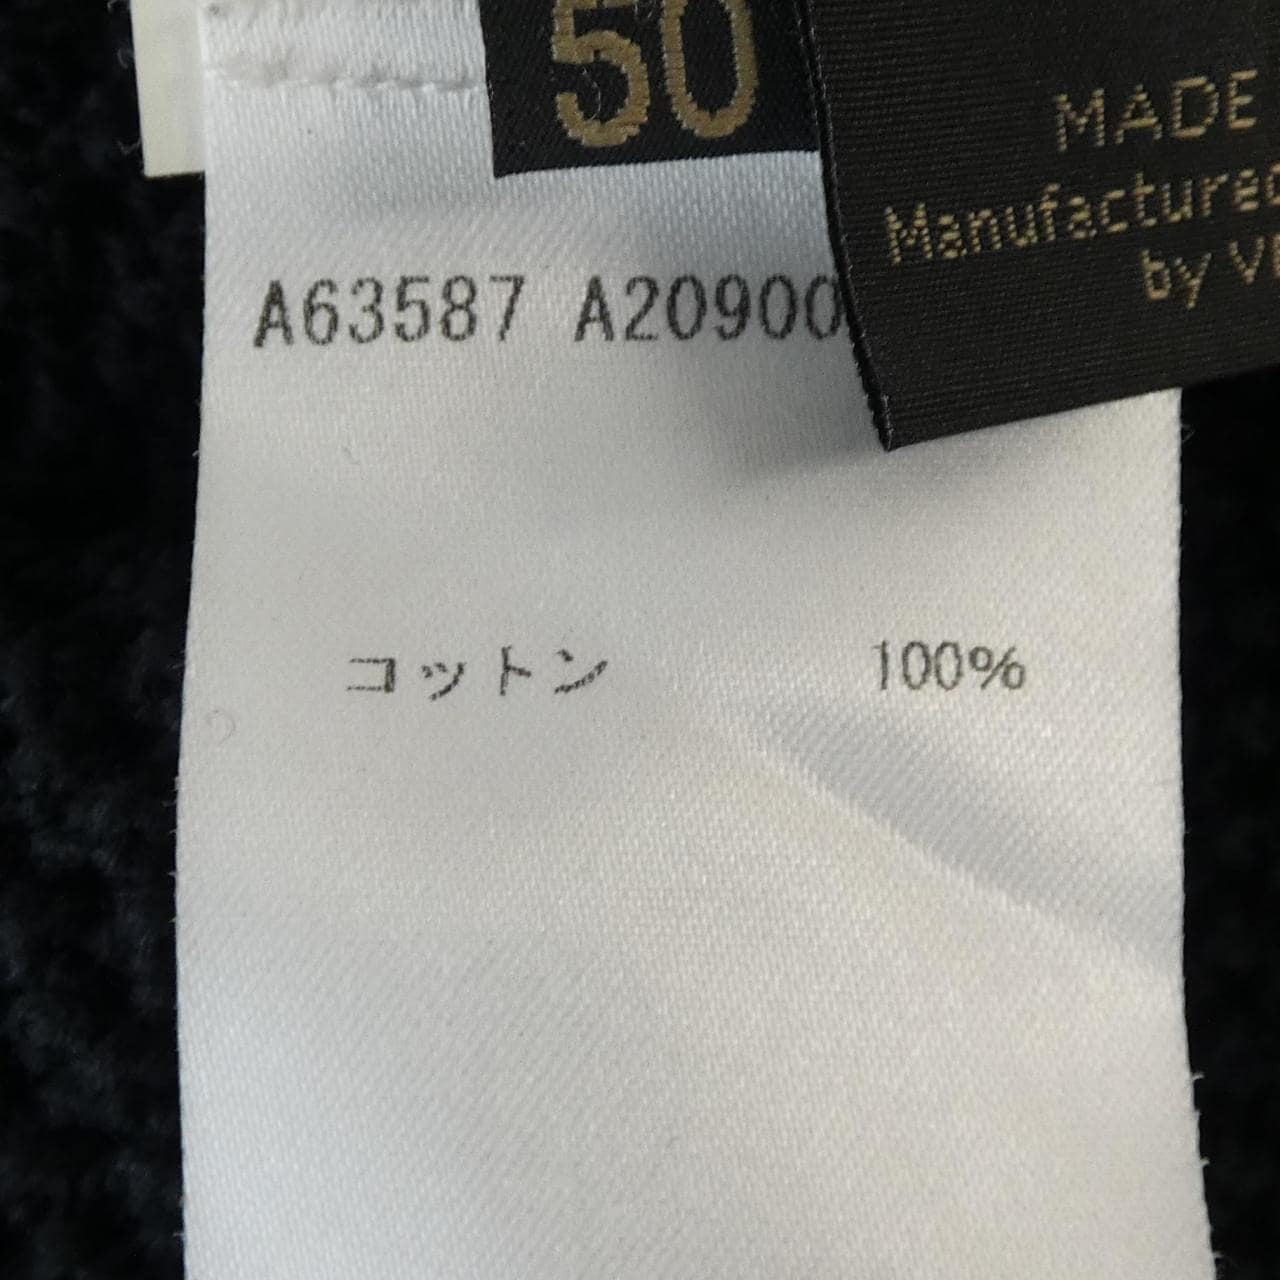 50
MADE
Manufactured
by
A63587 A20900
コットン 100%